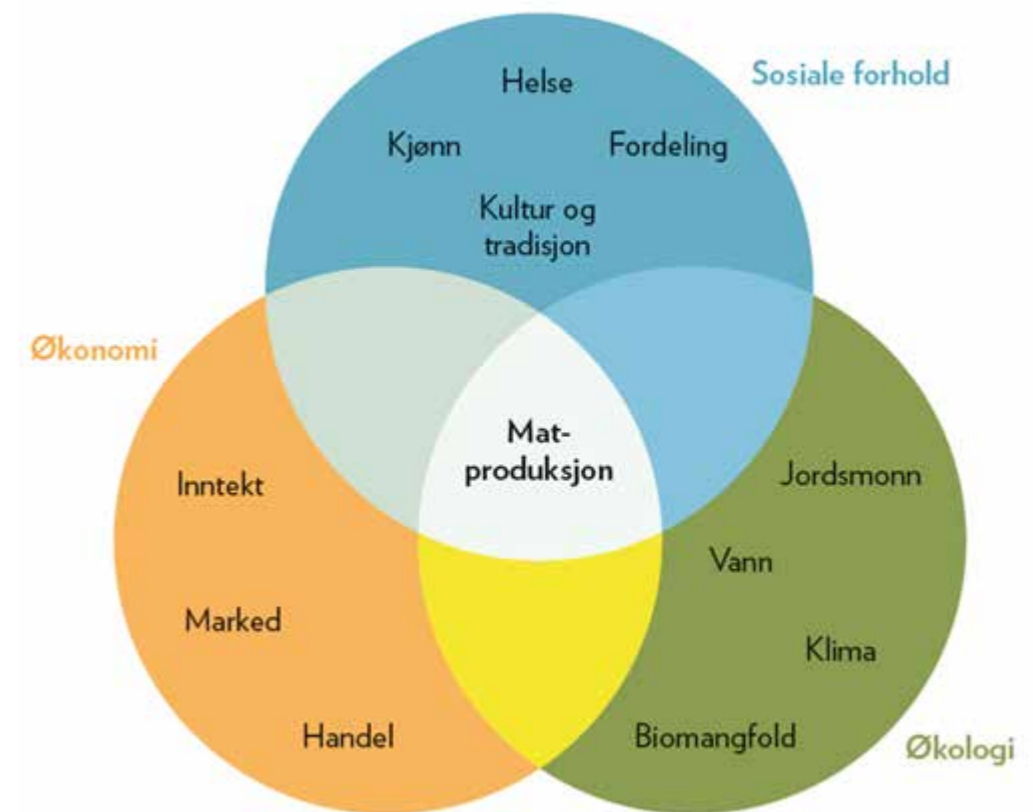 Helse
Sosiale forhold
Kjønn
Fordeling
Kultur og
tradisjon
Økonomi
Mat-
produksjon
Inntekt
Jordsmonn
Vann
Marked
Klima
Handel
Biomangfold
Økologi